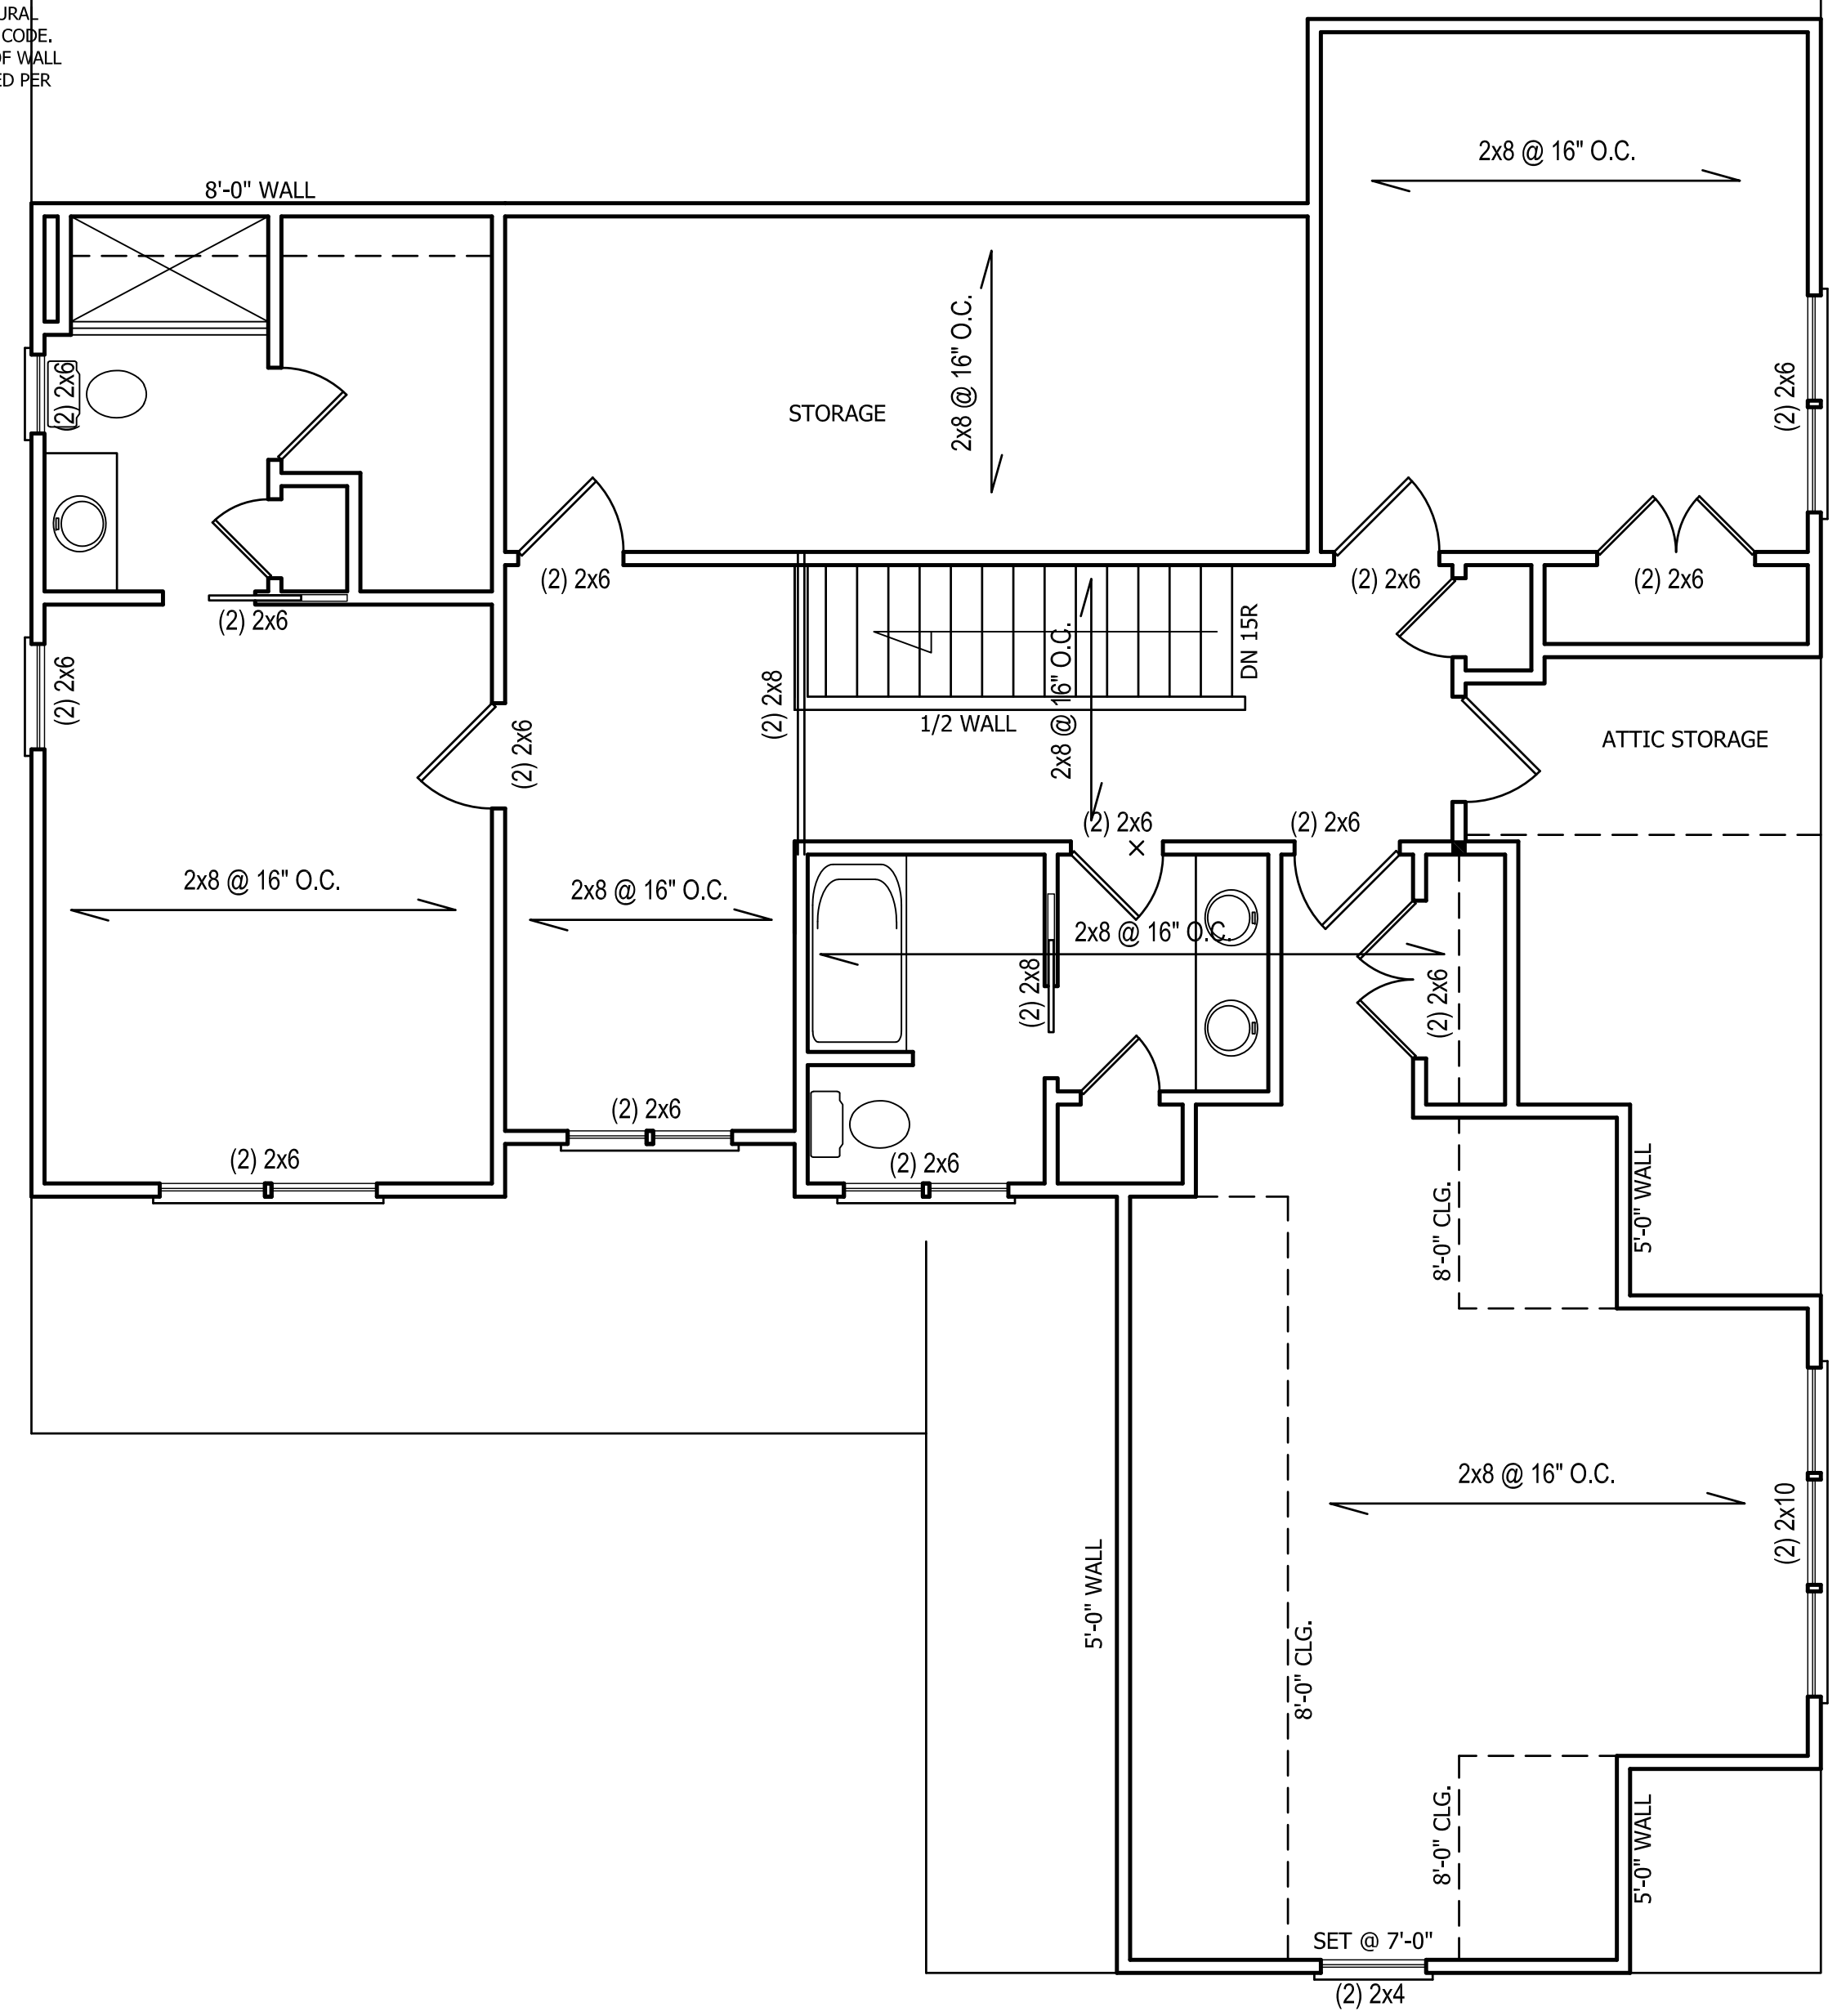 URAL
CODE.
OF WALL
ED PER
8'-0" WALL
2x8 @ 16" O.C.
2x8 @ 16" O.C.
STORAGE
(2) 2x6
(2) 2x6
(2) 2x6
(2) 2x6
(2) 2x6
(2) 2x6
(2) 2x6
DN 15R
2x8 @ 16" O.C.
(2) 2x8
1/2 WALL
(2) 2x6
ATTIC STORAGE
(2) 2x6
(2) 2x6
2x8 @ 16" O.C.
2x8 @ 16" O.C.
2x8 @ 16" O.C.
(2) 2x8
(2) 2x6
(2) 2x6
(2) 2x6
(2) 2x6
5'-0" WALL
8'-0" CLG.
2x8 @ 16" O.C.
(2) 2x10
5'-0" WALL
8'-0" CLG.
8'-0" CLG.
5'-0" WALL
SET @ 7'-0"
(2) 2x4